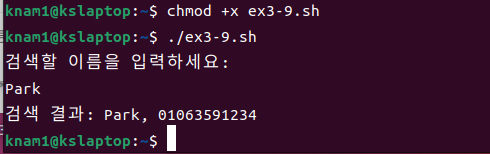 knam1@kslaptop:~$ chmod +x ex3-9.sh
knam1@kslaptop:~$ ./ex3-9.sh
검색할 이름을 입력하세요:
Park
검색 결과: Park, 01063591234
knam1@kslaptop:~$